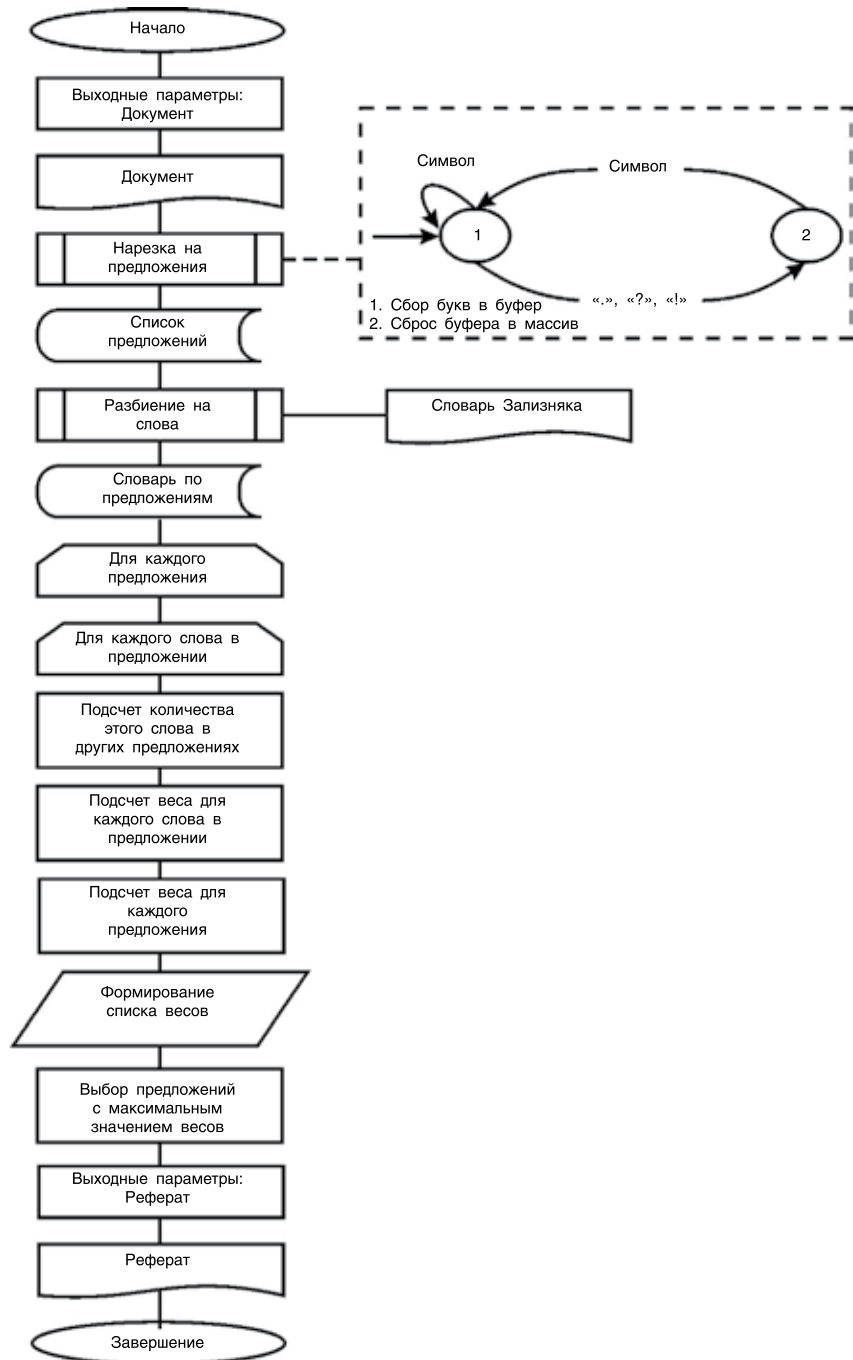 Начало
Выходные параметры:
Документ
Документ
Нарезка на
предложения
Символ
Символ
1
2
«.», «?», «!»
1. Сбор букв в буфер
2. Сброс буфера в массив
Список
предложений
Разбиение на
слова
Словарь Зализняка
Словарь по
предложениям
Для каждого
предложения
Для каждого слова в
предложении
Подсчет количества
этого слова в
других предложениях
Подсчет веса для
каждого слова в
предложении
Подсчет веса для
каждого
предложения
Формирование
списка весов
Выбор предложений
с максимальным
значением весов
Выходные параметры:
Реферат
Реферат
Завершение